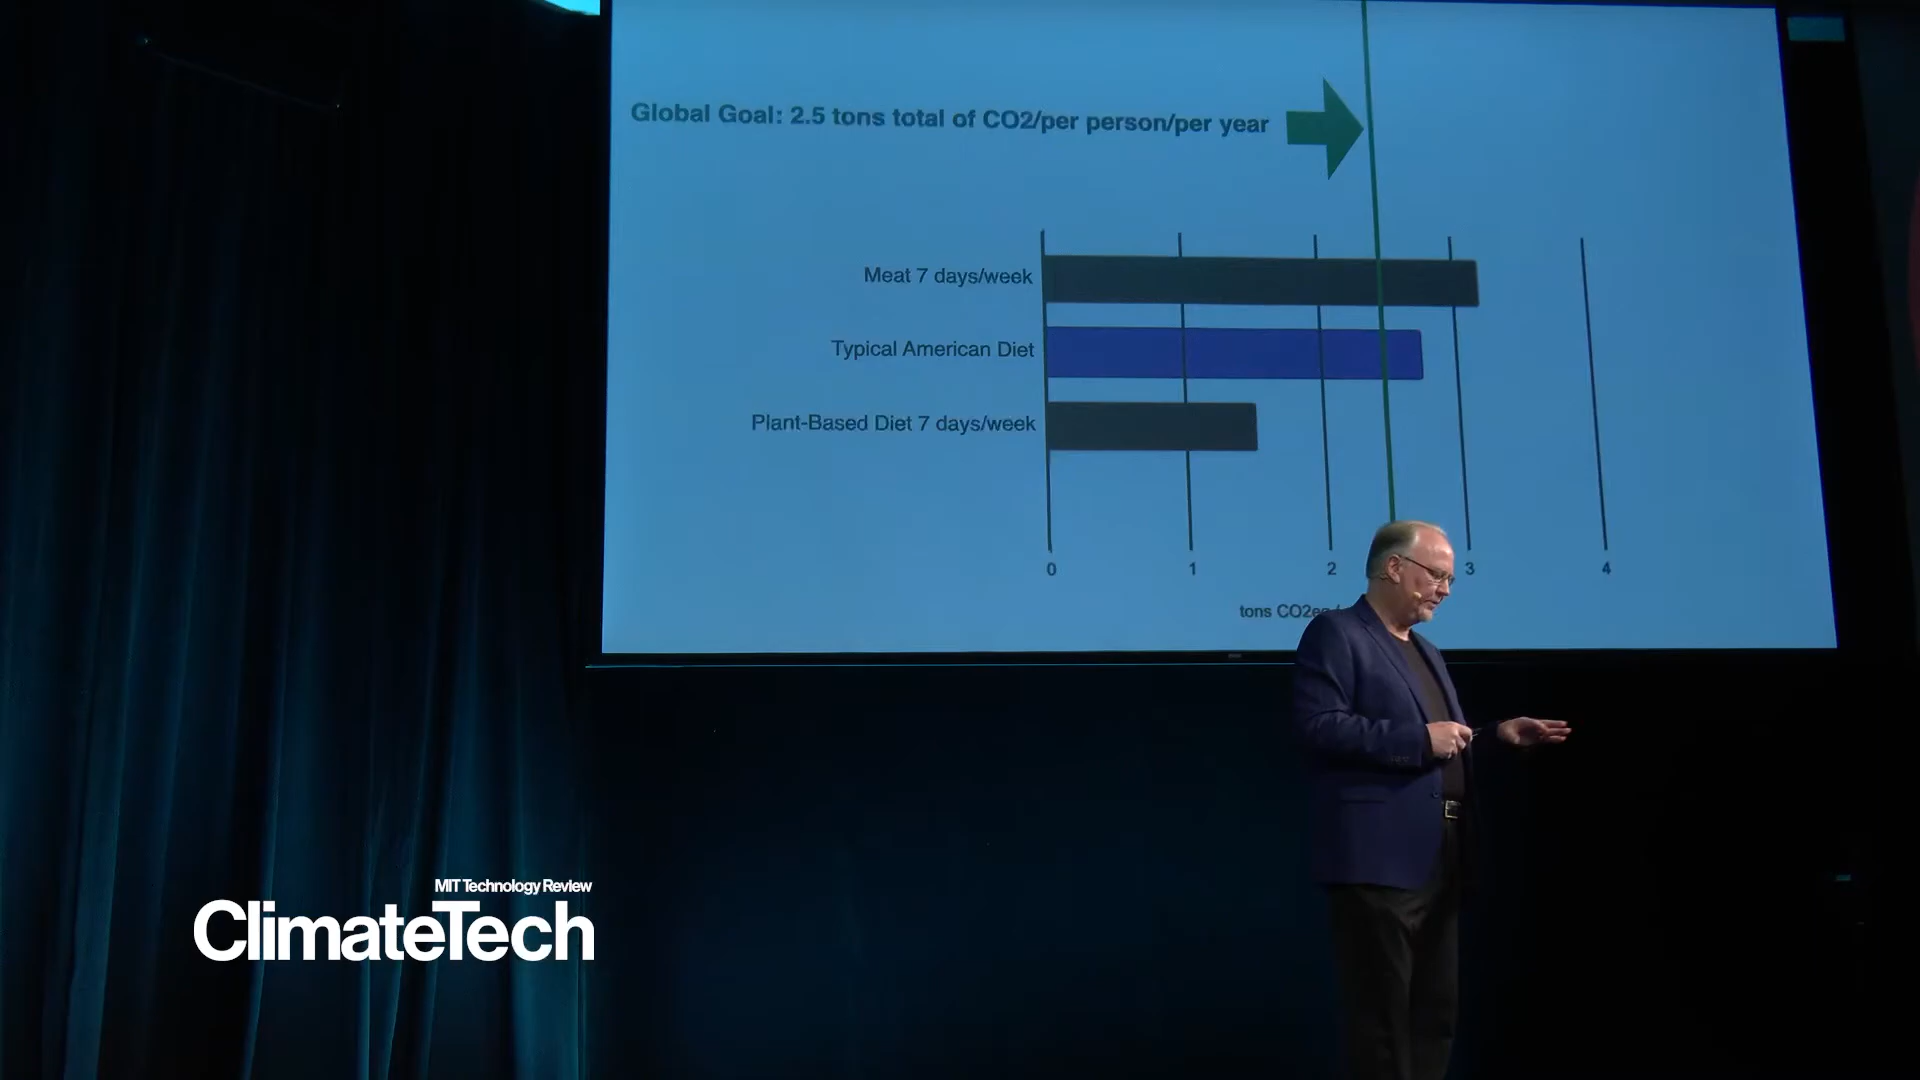 Global Goal: 2.5 tons total of CO2/per person/per year
Meat 7 days/week
Typical American Diet
Plant-Based Diet 7 days/week
0 1 2 3 4
tons
MIT Technology Review
ClimateTech